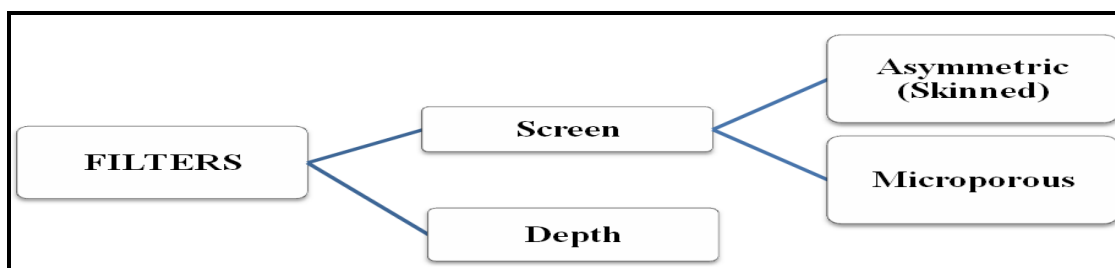 FILTERS
Screen
Depth
Asymmetric
(Skinned)
Microporous